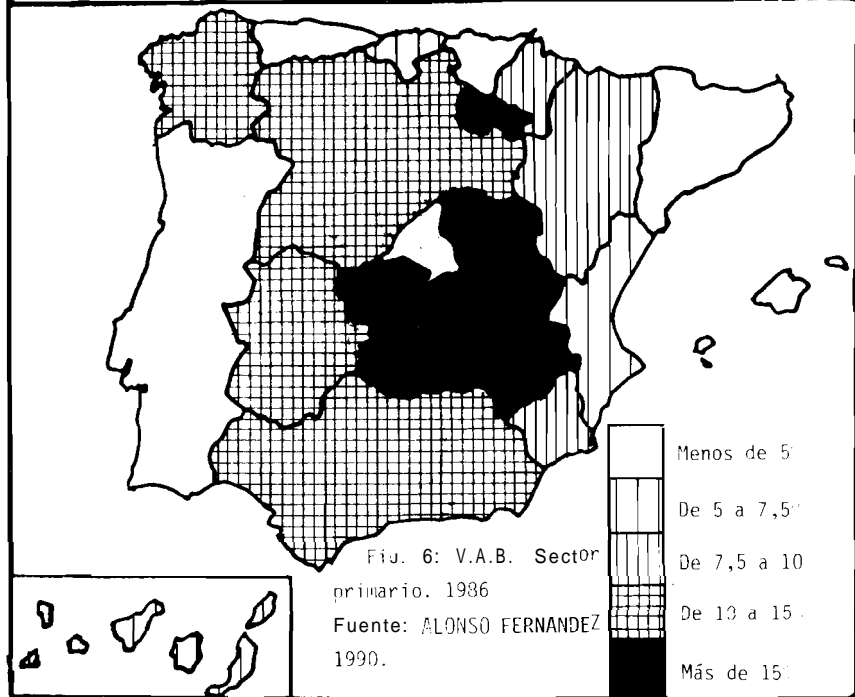 Fig. 6: V.A.B. Sector
primario. 1986
Fuente: ALONSO FERNANDEZ
1990.
Menos de 5
De 5 a 7,5
De 7,5 a 10
De 10 a 15
Más de 15